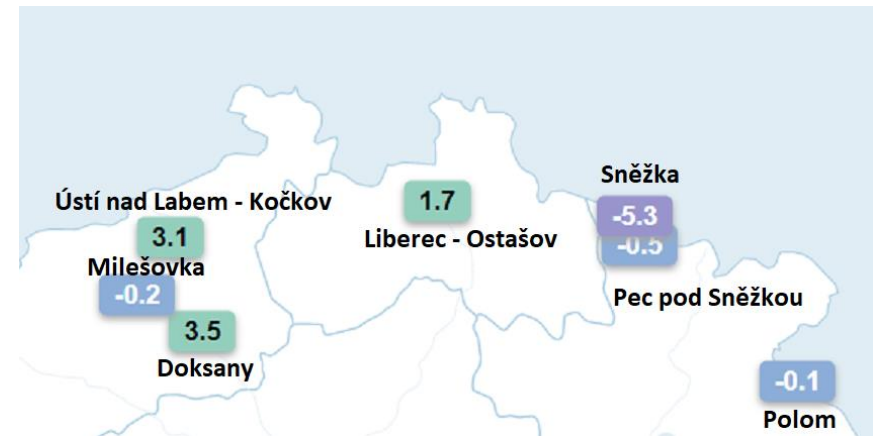 Sněžka
Ústí nad Labem - Kočkov
1.7
-5.3
3.1
Liberec - Ostašov
-0.5
Milešovka
-0.2
Pec pod Sněžkou
3.5
Doksany
-0.1
Polom